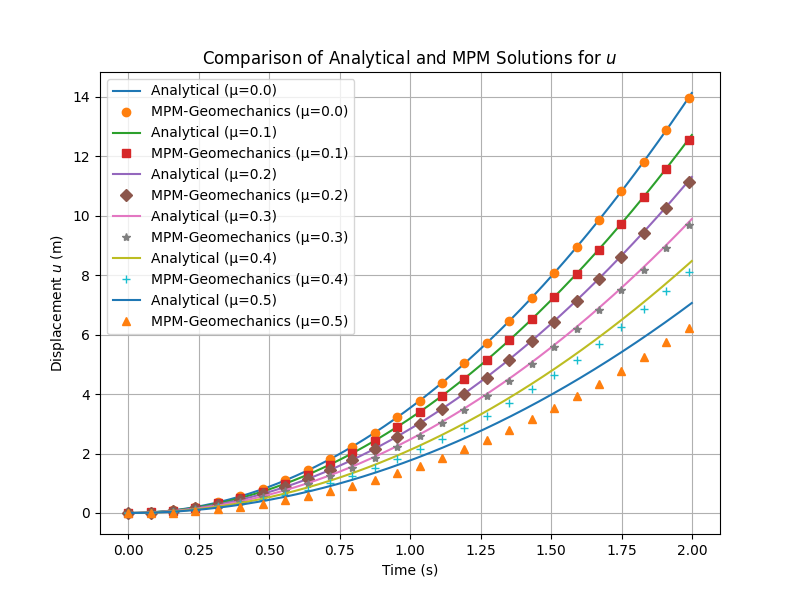 Comparison of Analytical and MPM Solutions for u
Analytical (μ=0.0)
MPM-Geomechanics (μ=0.0)
Analytical (μ=0.1)
MPM-Geomechanics (μ=0.1)
Analytical (μ=0.2)
MPM-Geomechanics (μ=0.2)
Analytical (μ=0.3)
MPM-Geomechanics (μ=0.3)
Analytical (μ=0.4)
MPM-Geomechanics (μ=0.4)
Analytical (μ=0.5)
MPM-Geomechanics (μ=0.5)
Displacement u (m)
14
12
10
8
6
4
2
0
0.00 0.25 0.50 0.75 1.00 1.25 1.50 1.75 2.00
Time (s)